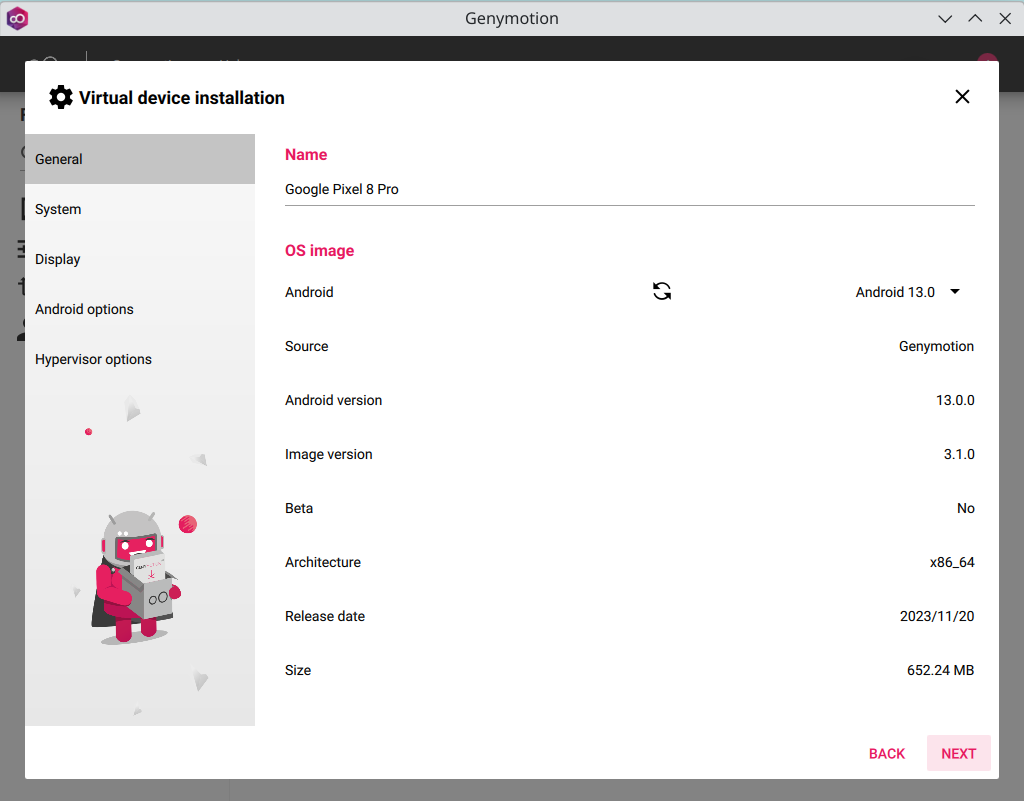 Genymotion
Virtual device installation
General
System
Display
Android options
Hypervisor options
Name
Google Pixel 8 Pro
OS image
Android Android 13.0
Source Genymotion
Android version 13.0.0
Image version 3.1.0
Beta No
Architecture x86_64
Release date 2023/11/20
Size 652.24 MB
BACK NEXT